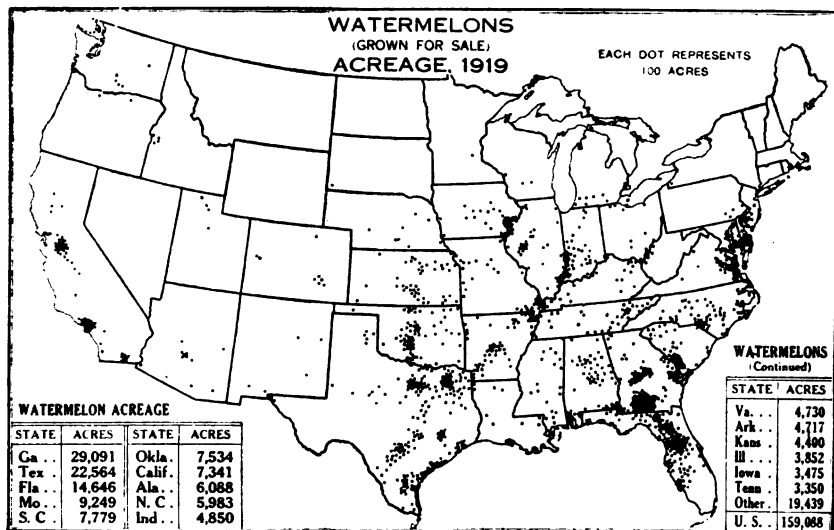 WATERMELONS
(GROWN FOR SALE)
ACREAGE, 1919
EACH DOT REPRESENTS
100 ACRES
WATERMELON ACREAGE
STATE ACRES STATE ACRES
Ga . . 29,091 Okla. 7,534
Tex . 22,564 Calif. 7,341
Fla . . 14,646 Ala. . 6,088
Mo . . 9,249 N. C . 5,983
S. C 7,779 Ind . . 4,850
WATERMELONS
(Continued)
STATE ACRES
Va. . . 4,730
Ark . . 4,717
Kans . 4,400
Ill . . . 3,852
Iowa . 3,475
Tenn . 3,350
Other . 19,439
U. S. . 159,088